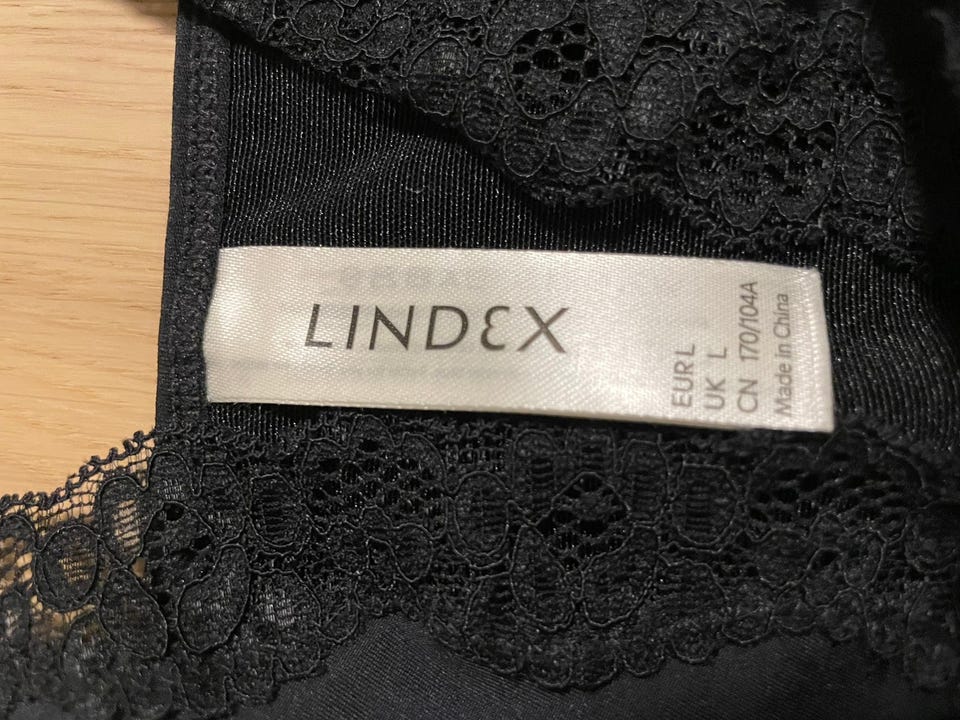 LINDEX
EUR L
UK L
CN 170/104A
Made in China